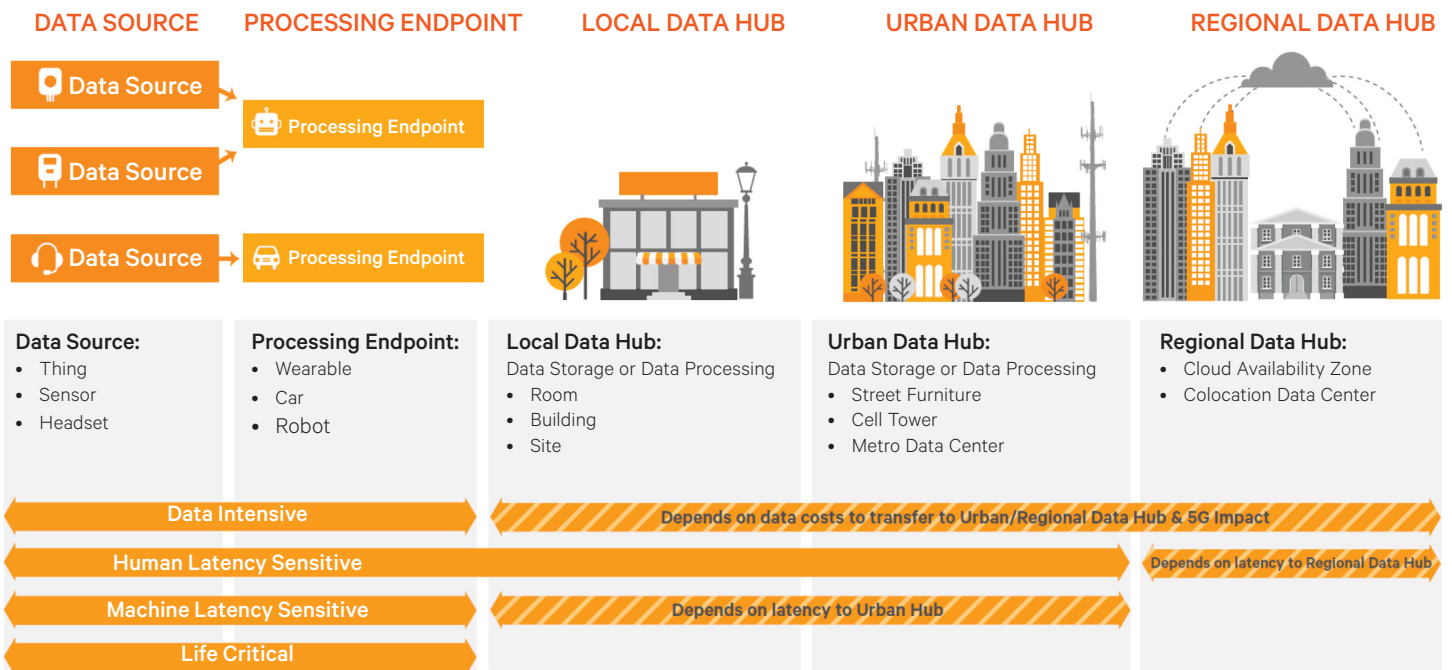 DATA SOURCE
PROCESSING ENDPOINT
LOCAL DATA HUB
URBAN DATA HUB
REGIONAL DATA HUB
Data Source
Data Source
Data Source
Processing Endpoint
Processing Endpoint
Data Source:
• Thing
• Sensor
• Headset
Processing Endpoint:
• Wearable
• Car
• Robot
Local Data Hub:
Data Storage or Data Processing
• Room
• Building
• Site
Urban Data Hub:
Data Storage or Data Processing
• Street Furniture
• Cell Tower
• Metro Data Center
Regional Data Hub:
• Cloud Availability Zone
• Colocation Data Center
Data Intensive
Depends on data costs to transfer to Urban/Regional Data Hub & 5G Impact
Human Latency Sensitive
Depends on latency to Regional Data Hub
Machine Latency Sensitive
Depends on latency to Urban Hub
Life Critical